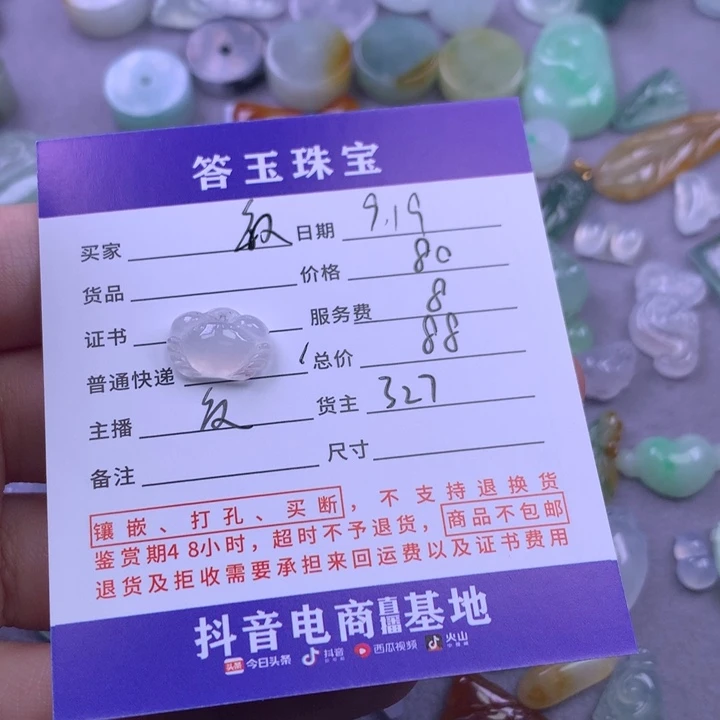 答玉珠宝
买家 日期 9.19
货品 价格 80
证书 服务费 8
普通快递 总价 88
主播 货主 327
备注 尺寸
镶嵌、打孔、买断，不支持退换货
鉴赏期48小时，超时不予退货，商品不包邮
退货及拒收需要承担来回运费以及证书费用
抖音电商直播基地
头条 今日头条 抖音 西瓜视频 火山